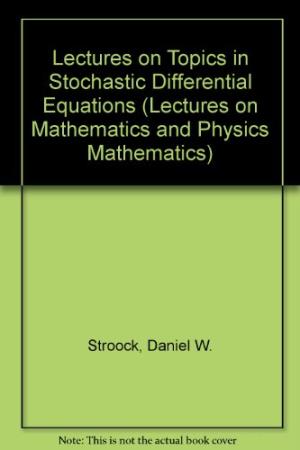 Lectures on Topics in
Stochastic Differential
Equations (Lectures on
Mathematics and Physics
Mathematics)
Stroock, Daniel W.
Note: This is not the actual book cover